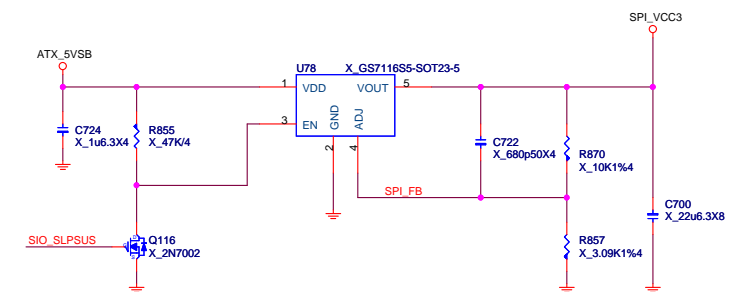 SPI_VCC3
ATX_5VSB
U78
X_GS7116S5-SOT23-5
1
VDD
VOUT
5
3
EN
GND
ADJ
2
4
C724
X_1u6.3X4
R855
X_47K/4
C722
X_680p50X4
R870
X_10K1%4
SPI_FB
C700
X_22u6.3X8
SIO_SLPSUS
Q116
X_2N7002
R857
X_3.09K1%4